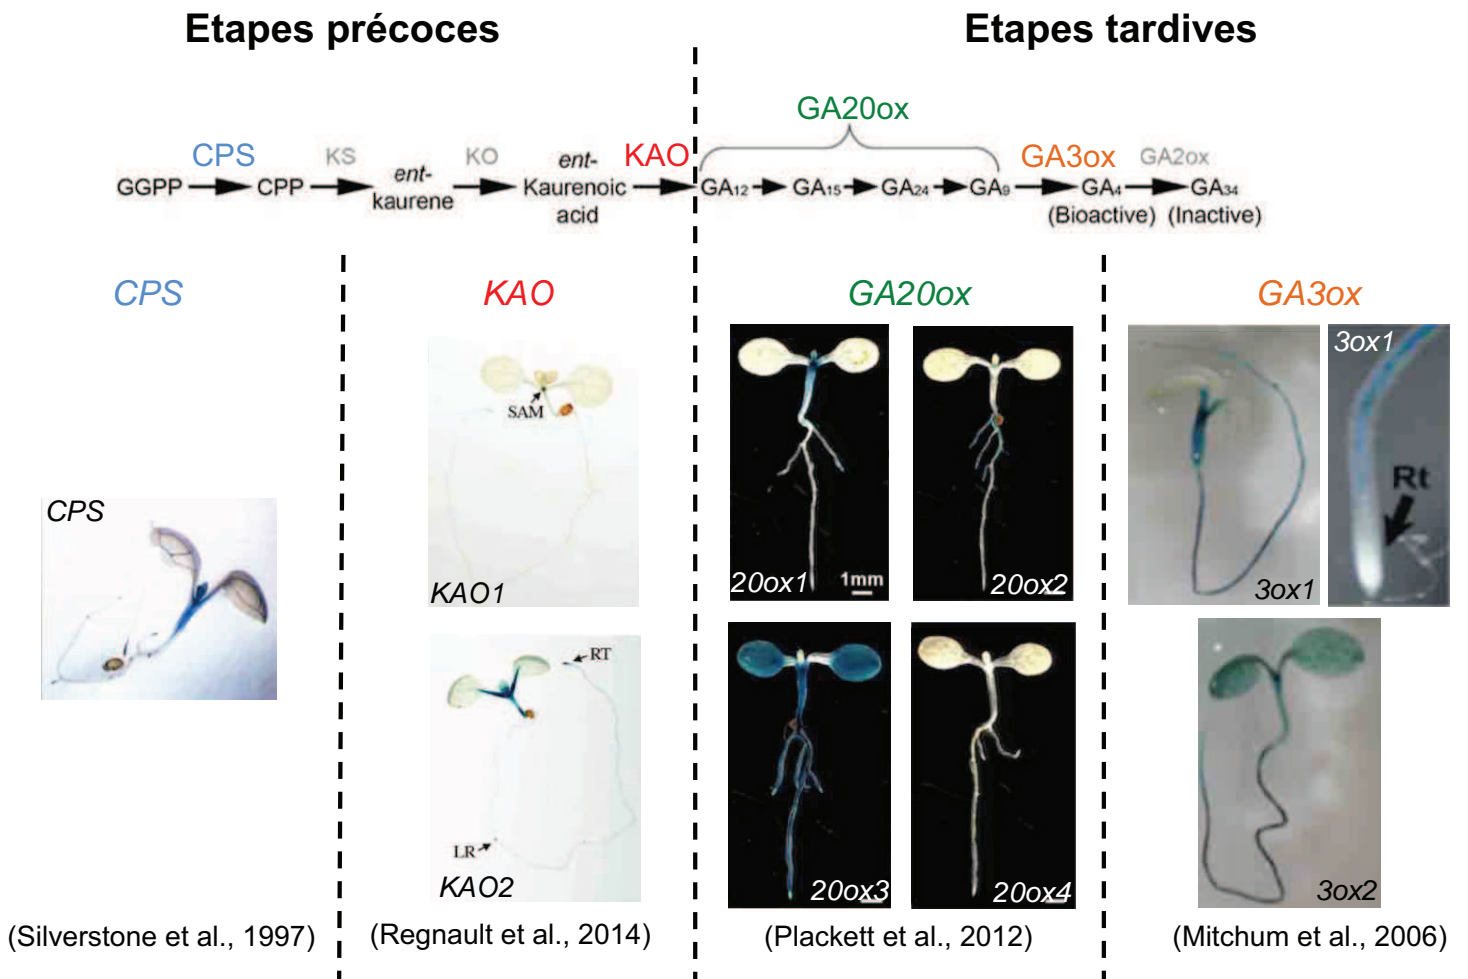 Etapes précoces
Etapes tardives
GA20ox
CPS
KS
KO
KAO
GA3ox
GA2ox
GGPP
CPP
ent-
kaurene
ent-
Kaurenoic
acid
GA12
GA15
GA24
GA9
GA4
(Bioactive)
GA34
(Inactive)
CPS
KAO
GA20ox
GA3ox
CPS
SAM
KAO1
RT
LR
KAO2
20ox1
1mm
20ox2
20ox3
20ox4
3ox1
3ox1
Rt
3ox2
(Silverstone et al., 1997)
(Regnault et al., 2014)
(Plackett et al., 2012)
(Mitchum et al., 2006)